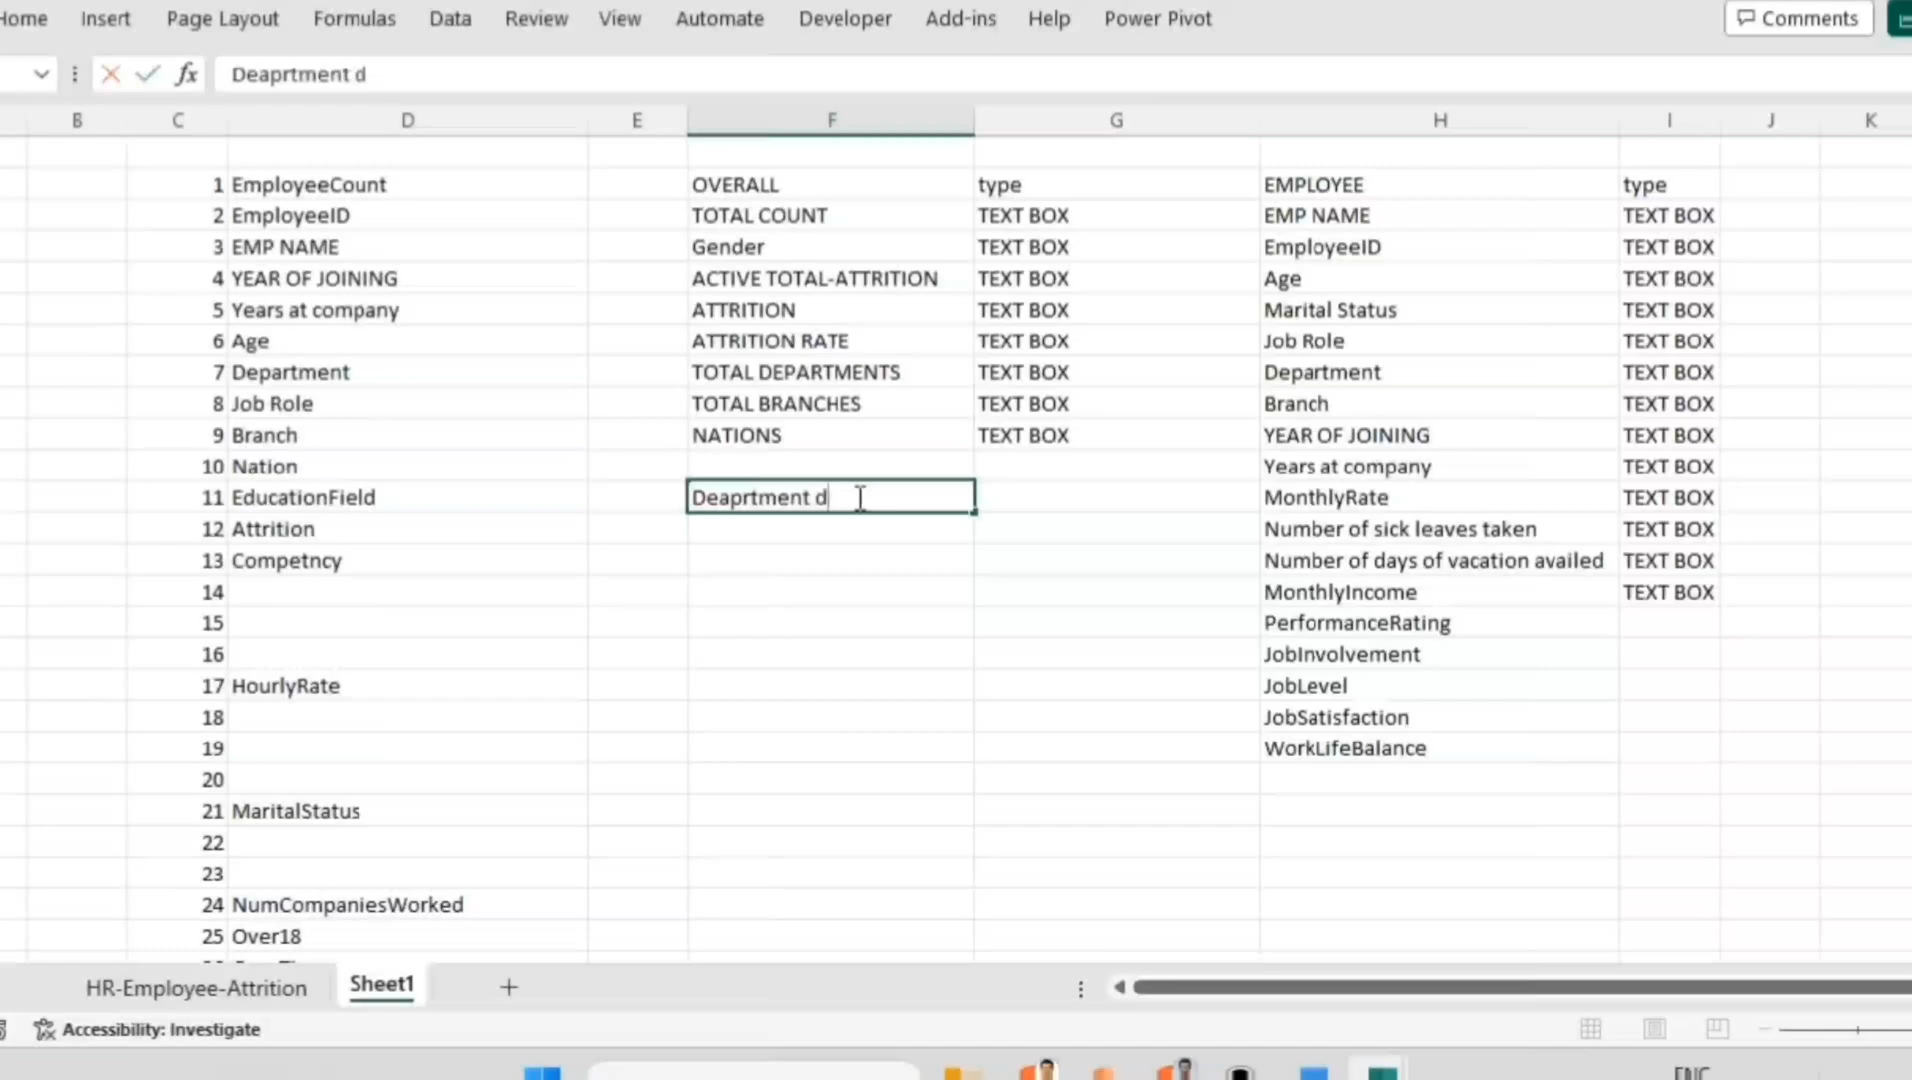 Home Insert Page Layout Formulas Data Review View Automate Developer Add-ins Help Power Pivot Comments
fx Deaprtment d
B C D E F G H I J K
1 EmployeeCount OVERALL type EMPLOYEE type
2 EmployeeID TOTAL COUNT TEXT BOX EMP NAME TEXT BOX
3 EMP NAME Gender TEXT BOX EmployeeID TEXT BOX
4 YEAR OF JOINING ACTIVE TOTAL-ATTRITION TEXT BOX Age TEXT BOX
5 Years at company ATTRITION TEXT BOX Marital Status TEXT BOX
6 Age ATTRITION RATE TEXT BOX Job Role TEXT BOX
7 Department TOTAL DEPARTMENTS TEXT BOX Department TEXT BOX
8 Job Role TOTAL BRANCHES TEXT BOX Branch TEXT BOX
9 Branch NATIONS TEXT BOX YEAR OF JOINING TEXT BOX
10 Nation Years at company TEXT BOX
11 EducationField Deaprtment d MonthlyRate TEXT BOX
12 Attrition Number of sick leaves taken TEXT BOX
13 Competncy Number of days of vacation availed TEXT BOX
14 MonthlyIncome TEXT BOX
15 PerformanceRating
16 JobInvolvement
17 HourlyRate JobLevel
18 JobSatisfaction
19 WorkLifeBalance
20
21 MaritalStatus
22
23
24 NumCompaniesWorked
25 Over18
HR-Employee-Attrition Sheet1
Accessibility: Investigate
ENG